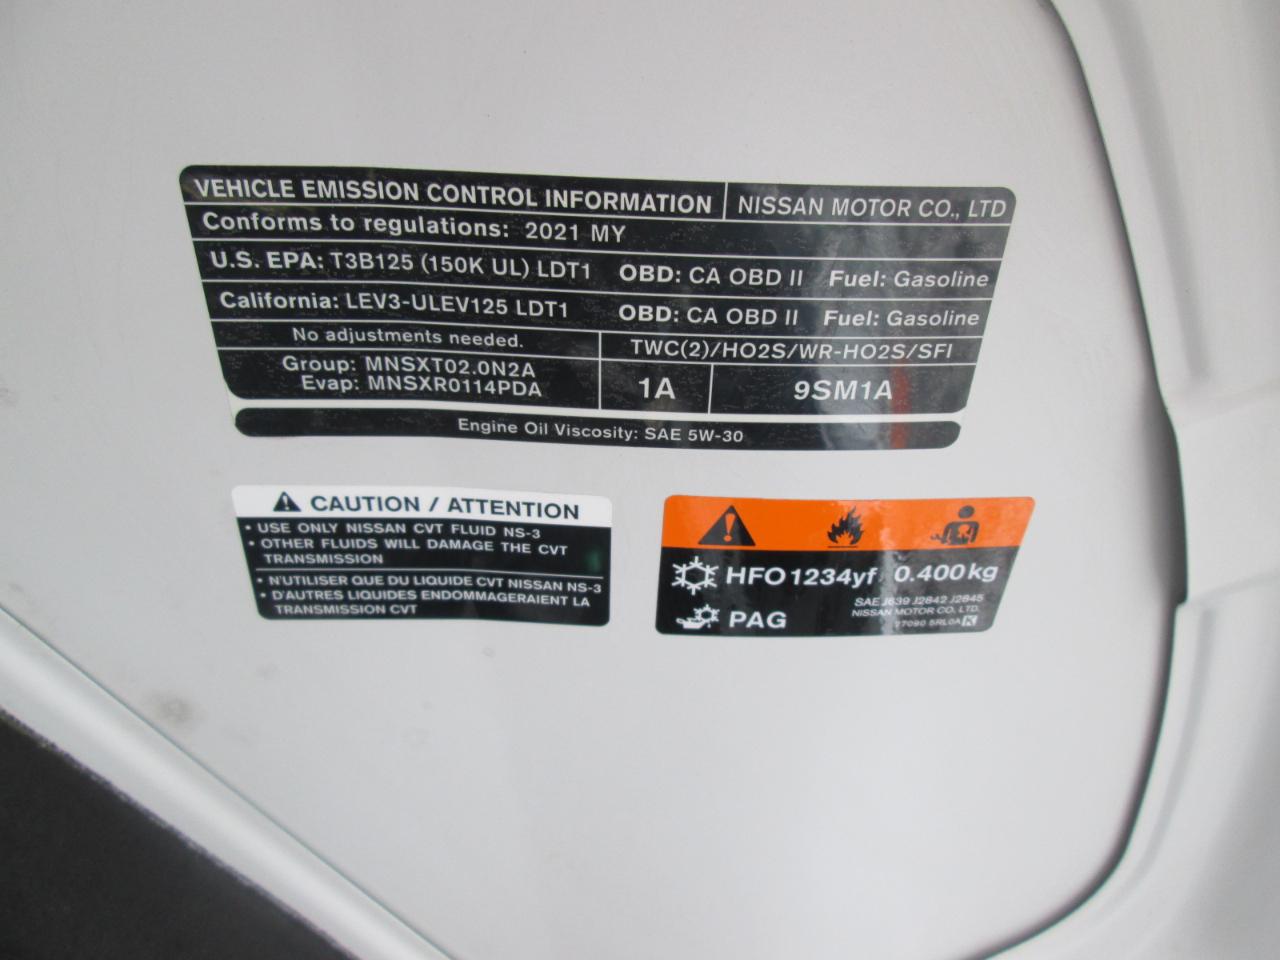 VEHICLE EMISSION CONTROL INFORMATION NISSAN MOTOR CO., LTD
Conforms to regulations: 2021 MY
U.S. EPA: T3B125 (150K UL) LDT1 OBD: CA OBD II Fuel: Gasoline
California: LEV3-ULEV125 LDT1 OBD: CA OBD II Fuel: Gasoline
No adjustments needed. TWC(2)/HO2S/WR-HO2S/SFI
Group: MNSXT02.0N2A
Evap: MNSXR0114PDA
1A 9SM1A
Engine Oil Viscosity: SAE 5W-30
CAUTION / ATTENTION
• USE ONLY NISSAN CVT FLUID NS-3
• OTHER FLUIDS WILL DAMAGE THE CVT
TRANSMISSION
• N'UTILISER QUE DU LIQUIDE CVT NISSAN NS-3
• D'AUTRES LIQUIDES ENDOMMAGERAIENT LA
TRANSMISSION CVT
HFO1234yf 0.400kg
PAG
SAE J639 J2842 J2845
NISSAN MOTOR CO. LTD.
77090 5RL0A K